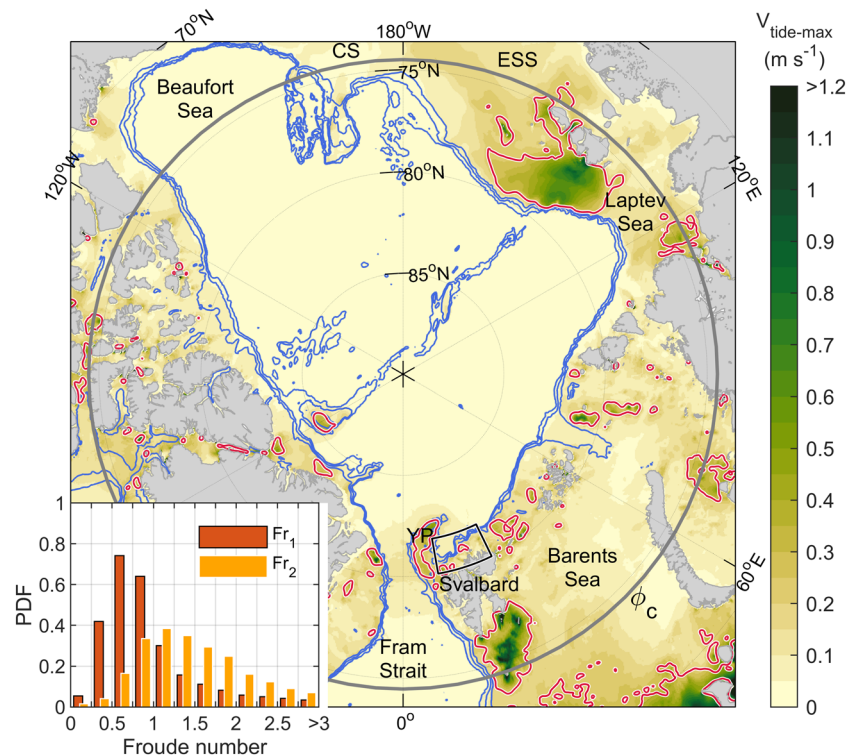 180°W
70°N
CS
ESS
75°N
Beaufort
Sea
120°W
80°N
120°E
Laptev
Sea
85°N
YP
Svalbard
Barents
Sea
60°E
ϕc
Fram
Strait
0°
Vtide-max
(m s-1)
>1.2
1.1
1
0.9
0.8
0.7
0.6
0.5
0.4
0.3
0.2
0.1
0
1
0.8
0.6
0.4
0.2
0
PDF
Fr1
Fr2
0 0.5 1 1.5 2 2.5 >3
Froude number